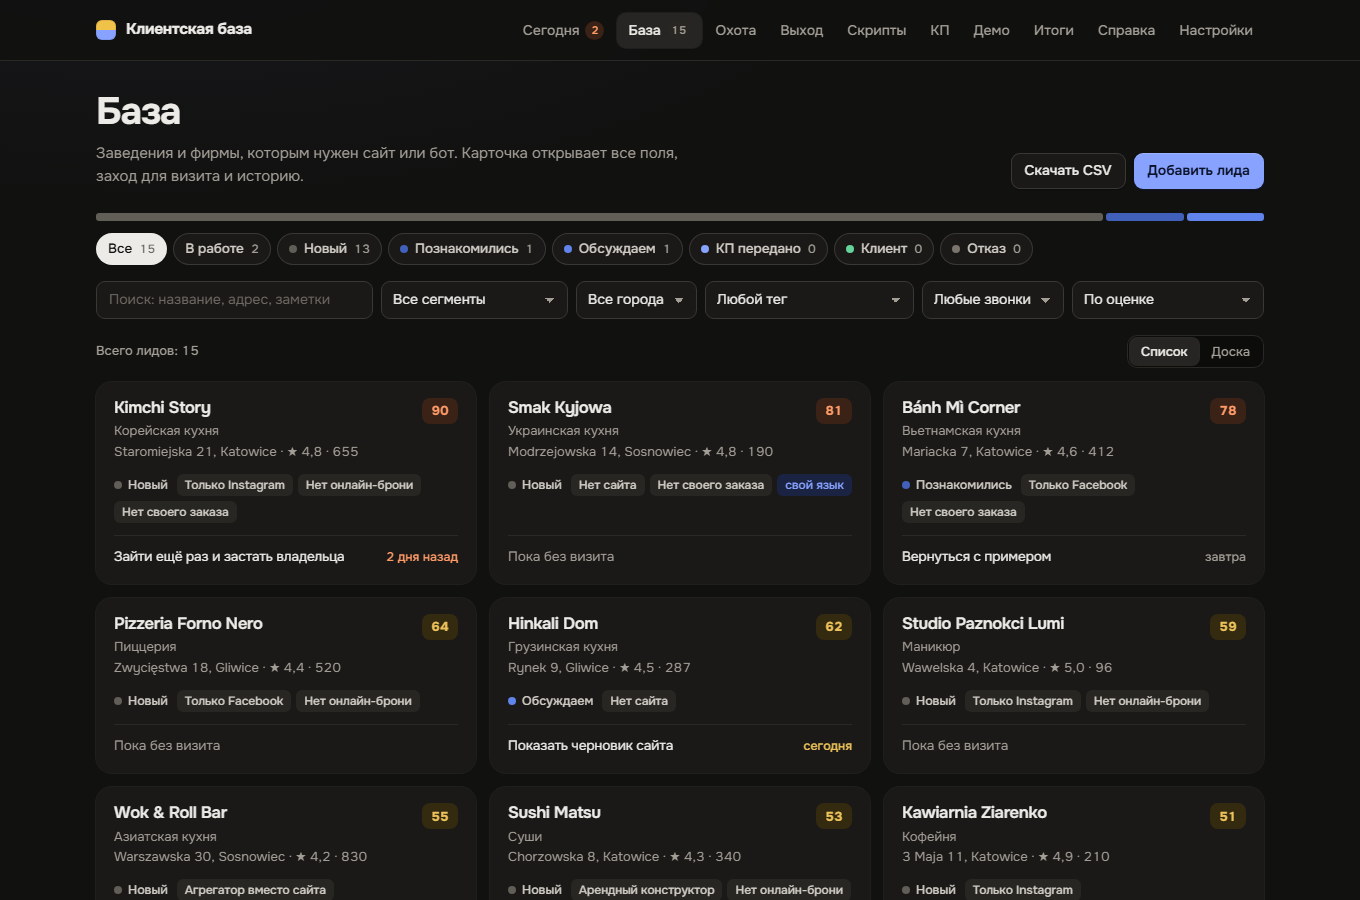 Клиентская база
Сегодня 2 База 15 Охота Выход Скрипты КП Демо Итоги Справка Настройки
База
Заведения и фирмы, которым нужен сайт или бот. Карточка открывает все поля,
заход для визита и историю.
Скачать CSV Добавить лида
Все 15 В работе 2 Новый 13 Познакомились 1 Обсуждаем 1 КП передано 0 Клиент 0 Отказ 0
Поиск: название, адрес, заметки Все сегменты Все города Любой тег Любые звонки По оценке
Всего лидов: 15 Список Доска
Kimchi Story 90
Корейская кухня
Staromiejska 21, Katowice · ★ 4,8 · 655
Новый Только Instagram Нет онлайн-брони
Нет своего заказа
Зайти ещё раз и застать владельца 2 дня назад
Smak Kyjowa 81
Украинская кухня
Modrzejowska 14, Sosnowiec · ★ 4,8 · 190
Новый Нет сайта Нет своего заказа свой язык
Пока без визита
Bánh Mì Corner 78
Вьетнамская кухня
Mariacka 7, Katowice · ★ 4,6 · 412
Познакомились Только Facebook
Нет своего заказа
Вернуться с примером завтра
Pizzeria Forno Nero 64
Пиццерия
Zwycięstwa 18, Gliwice · ★ 4,4 · 520
Новый Только Facebook Нет онлайн-брони
Пока без визита
Hinkali Dom 62
Грузинская кухня
Rynek 9, Gliwice · ★ 4,5 · 287
Обсуждаем Нет сайта
Показать черновик сайта сегодня
Studio Paznokci Lumi 59
Маникюр
Wawelska 4, Katowice · ★ 5,0 · 96
Новый Только Instagram Нет онлайн-брони
Пока без визита
Wok & Roll Bar 55
Азиатская кухня
Warszawska 30, Sosnowiec · ★ 4,2 · 830
Новый Агрегатор вместо сайта
Sushi Matsu 53
Суши
Chorzowska 8, Katowice · ★ 4,3 · 340
Новый Арендный конструктор Нет онлайн-брони
Kawiarnia Ziarenko 51
Кофейня
3 Maja 11, Katowice · ★ 4,9 · 210
Новый Только Instagram